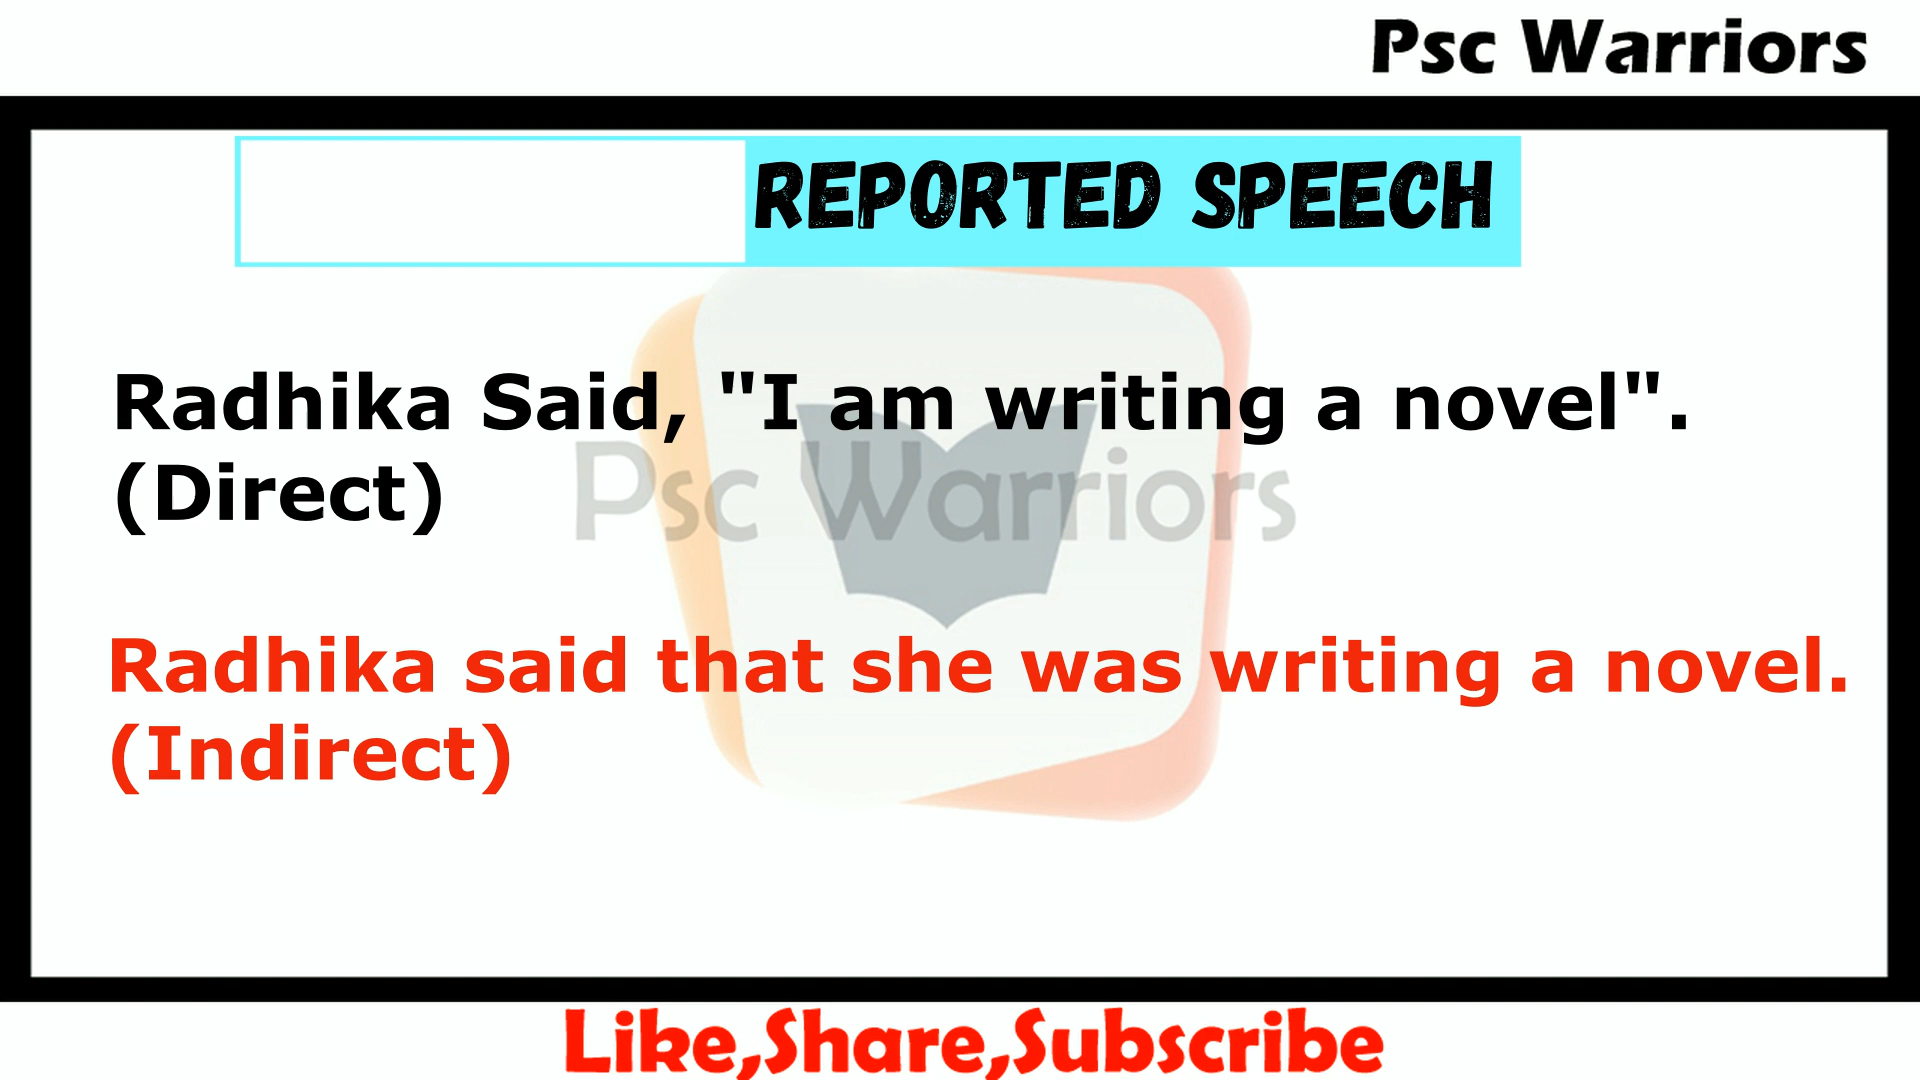 Psc Warriors
REPORTED SPEECH
Radhika Said, "I am writing a novel".
(Direct)
Psc Warriors
Radhika said that she was writing a novel.
(Indirect)
Like,Share,Subscribe